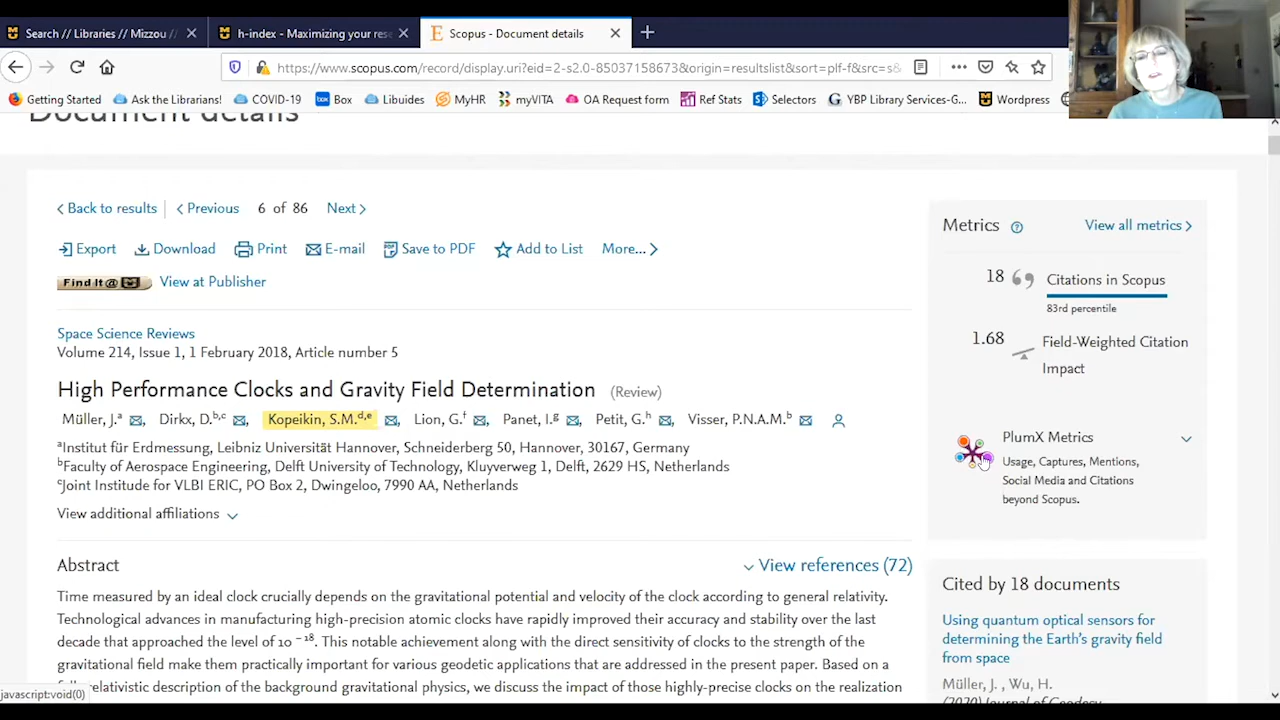 Search // Libraries // Mizzou //
h-index - Maximizing your rese
Scopus - Document details
https://www.scopus.com/record/display.uri?eid=2-s2.0-85037158673&origin=resultslist&sort=plf-f&src=s&
Getting Started
Ask the Librarians!
COVID-19
Box
Libuides
MyHR
myVITA
OA Request form
Ref Stats
Selectors
YBP Library Services-G...
Wordpress
Document details
Back to results
Previous
6 of 86
Next
Export
Download
Print
E-mail
Save to PDF
Add to List
More...
Find It @
View at Publisher
Space Science Reviews
Volume 214, Issue 1, 1 February 2018, Article number 5
High Performance Clocks and Gravity Field Determination (Review)
Müller, J.a Dirkx, D.b,c Kopeikin, S.M.d,e Lion, G.f Panet, I.g Petit, G.h Visser, P.N.A.M.b
aInstitut für Erdmessung, Leibniz Universität Hannover, Schneiderberg 50, Hannover, 30167, Germany
bFaculty of Aerospace Engineering, Delft University of Technology, Kluyverweg 1, Delft, 2629 HS, Netherlands
cJoint Institude for VLBI ERIC, PO Box 2, Dwingeloo, 7990 AA, Netherlands
View additional affiliations
Abstract
View references (72)
Time measured by an ideal clock crucially depends on the gravitational potential and velocity of the clock according to general relativity.
Technological advances in manufacturing high-precision atomic clocks have rapidly improved their accuracy and stability over the last
decade that approached the level of 10 −18. This notable achievement along with the direct sensitivity of clocks to the strength of the
gravitational field make them practically important for various geodetic applications that are addressed in the present paper. Based on a
relativistic description of the background gravitational physics, we discuss the impact of those highly-precise clocks on the realization
javascript:void(0)
Metrics
View all metrics
18
Citations in Scopus
83rd percentile
1.68
Field-Weighted Citation
Impact
PlumX Metrics
Usage, Captures, Mentions,
Social Media and Citations
beyond Scopus.
Cited by 18 documents
Using quantum optical sensors for
determining the Earth's gravity field
from space
Müller, J. , Wu, H.
(2020) Journal of Geodesy